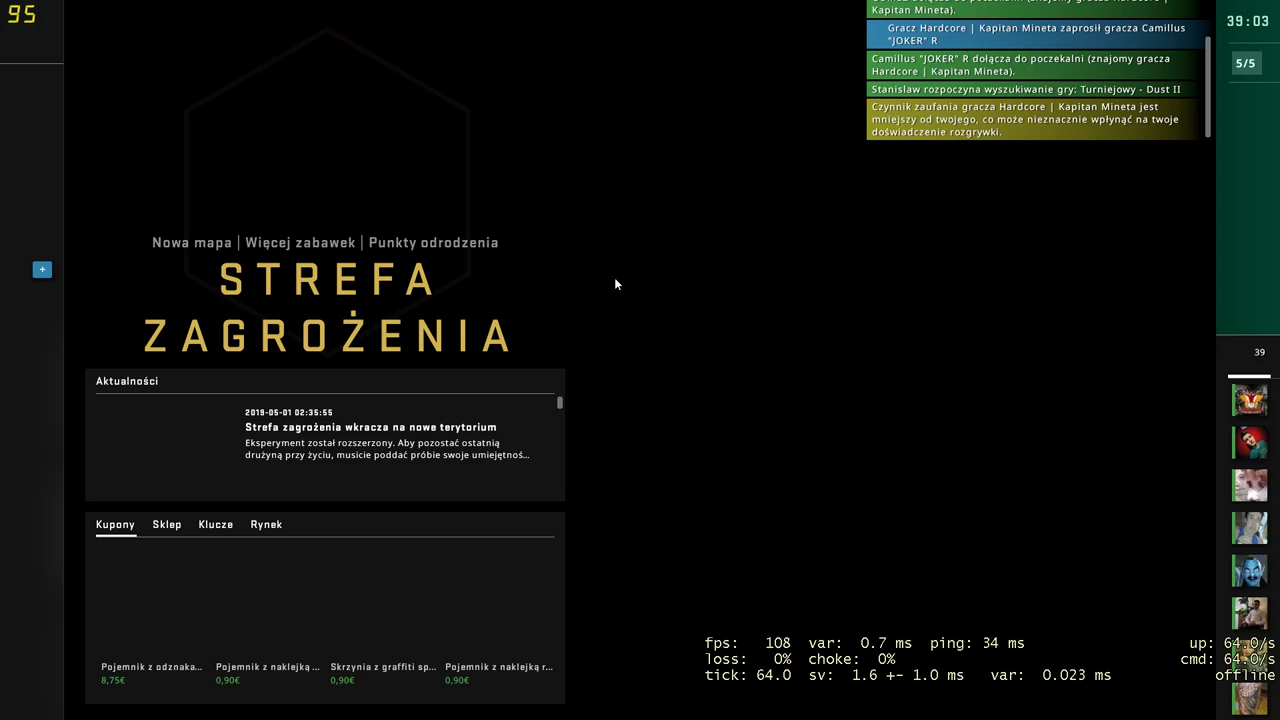 95
Kapitan Mineta).
Gracz Hardcore | Kapitan Mineta zaprosił gracza Camillus
"JOKER" R
Camillus "JOKER" R dołącza do poczekalni (znajomy gracza
Hardcore | Kapitan Mineta).
Stanislaw rozpoczyna wyszukiwanie gry: Turniejowy - Dust II
Czynnik zaufania gracza Hardcore | Kapitan Mineta jest
mniejszy od twojego, co może nieznacznie wpłynąć na twoje
doświadczenie rozgrywki.
39:03
5/5
39
+
Nowa mapa | Więcej zabawek | Punkty odrodzenia
STREFA
ZAGROŻENIA
Aktualności
2019-05-01 02:35:55
Strefa zagrożenia wkracza na nowe terytorium
Eksperyment został rozszerzony. Aby pozostać ostatnią
drużyną przy życiu, musicie poddać próbie swoje umiejętnoś...
Kupony Sklep Klucze Rynek
Pojemnik z odznaka... Pojemnik z naklejką ... Skrzynia z graffiti sp... Pojemnik z naklejką r...
8,75€ 0,90€ 0,90€ 0,90€
fps: 108 var: 0.7 ms ping: 34 ms up: 64.0/s
loss: 0% choke: 0% cmd: 64.0/s
tick: 64.0 sv: 1.6 +- 1.0 ms var: 0.023 ms offline